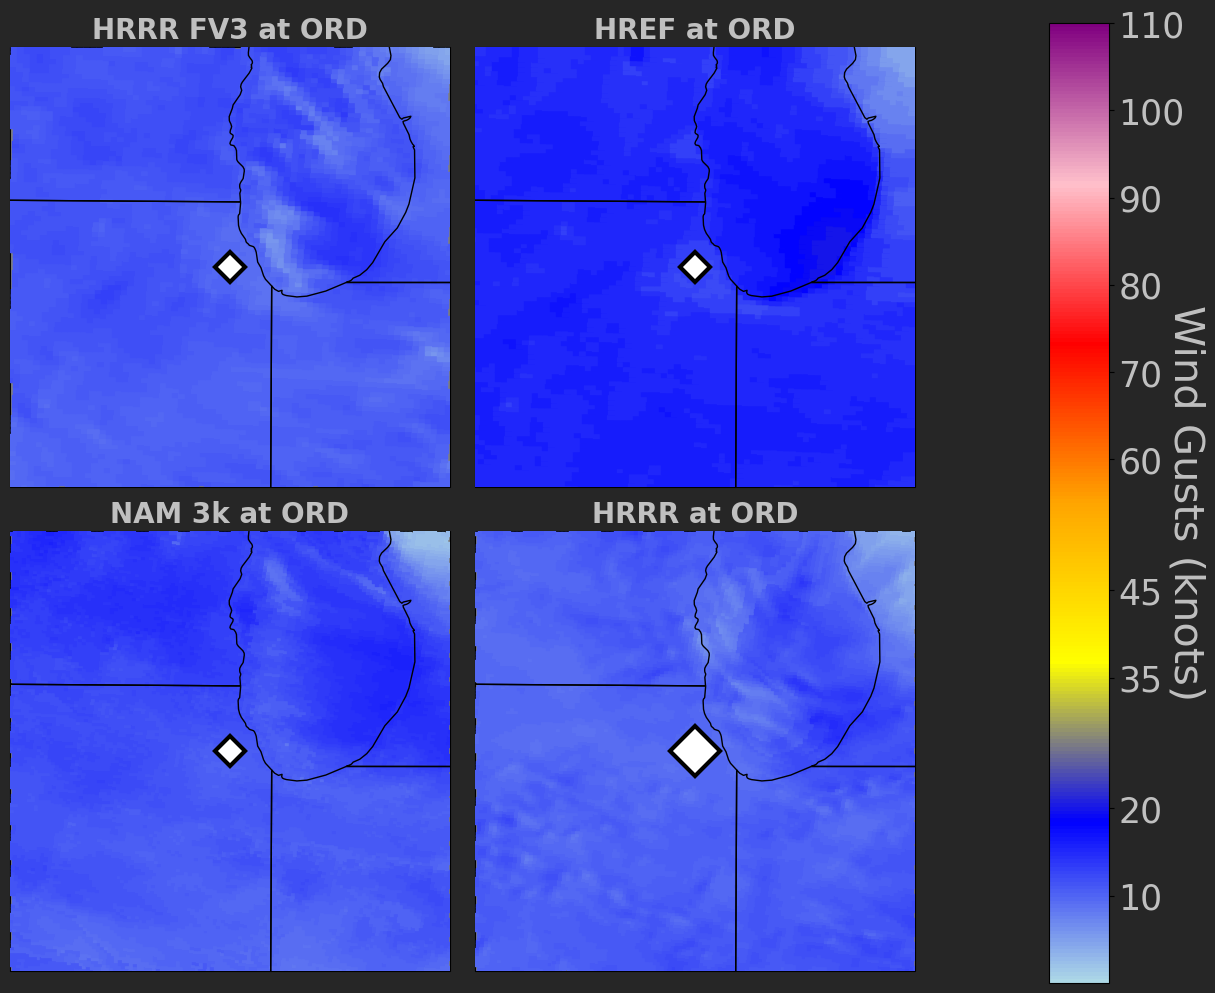 HRRR FV3 at ORD
HREF at ORD
NAM 3k at ORD
HRRR at ORD
110
100
90
80
70
60
45
35
20
10
Wind Gusts (knots)